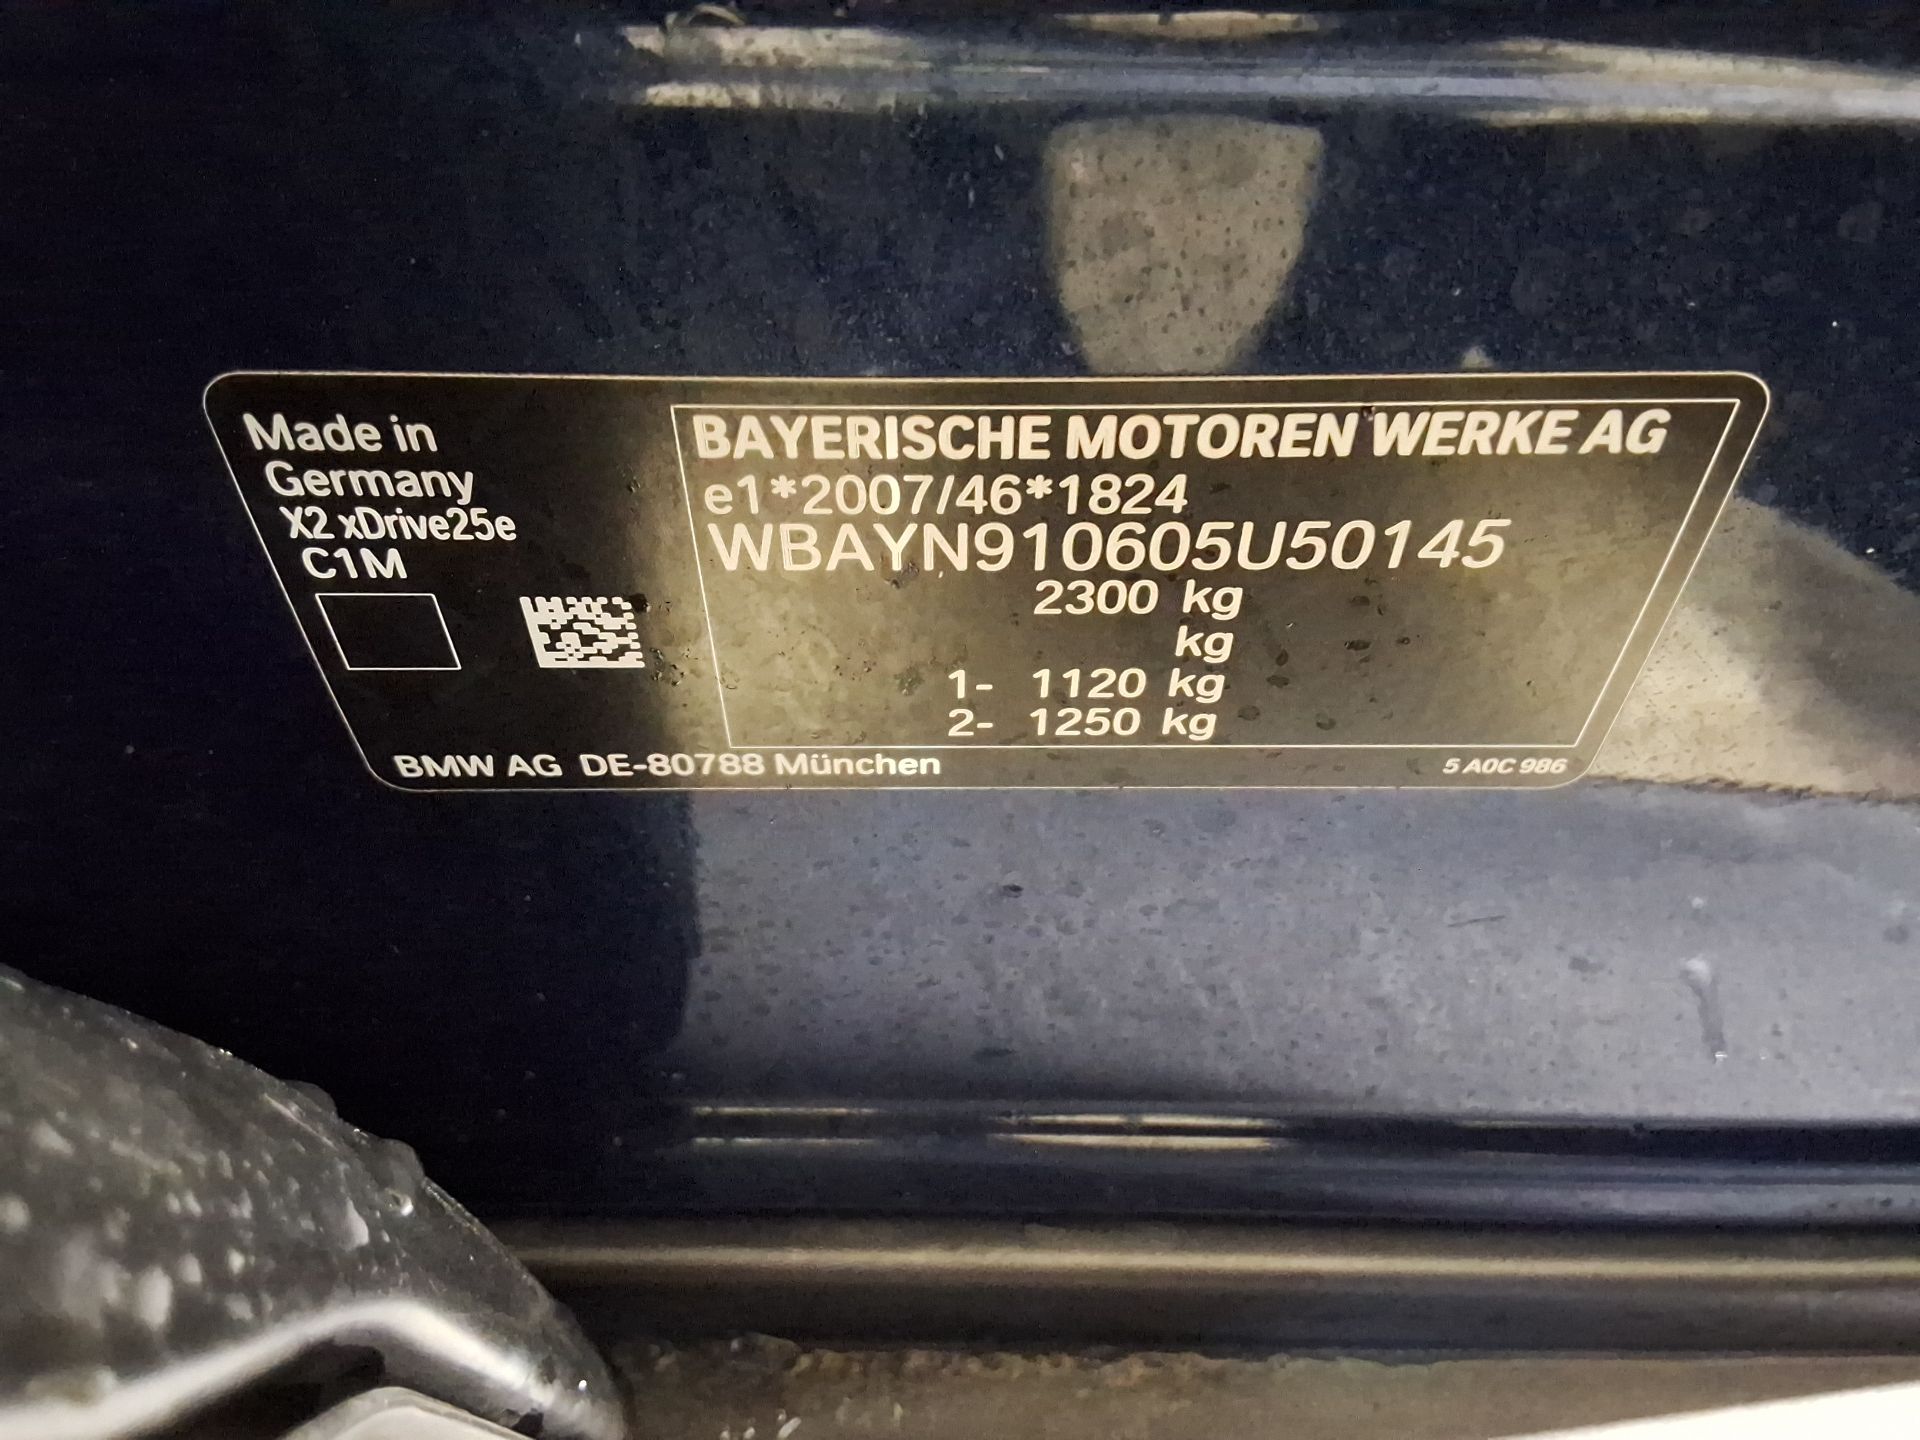 Made in
Germany
X2 xDrive25e
C1M
BAYERISCHE MOTOREN WERKE AG
e1*2007/46*1824
WBAYN910605U50145
2300 kg
kg
1- 1120 kg
2- 1250 kg
BMW AG DE-80788 München
5 A0C 986